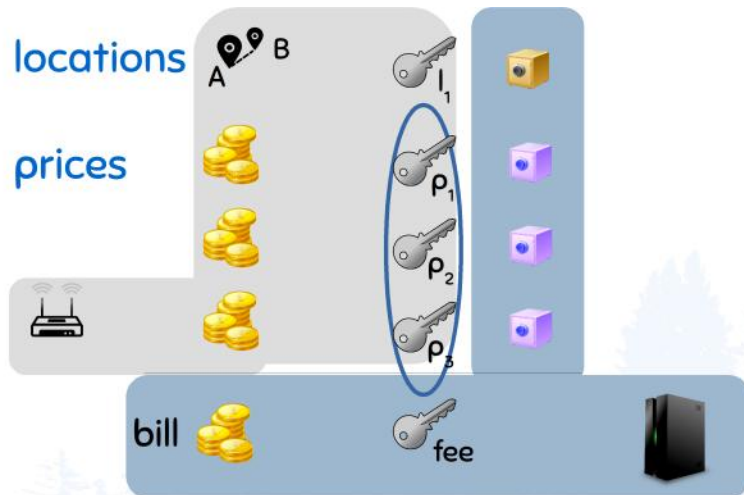 locations
A B
l₁
prices
ρ₁
ρ₂
ρ₃
bill
fee